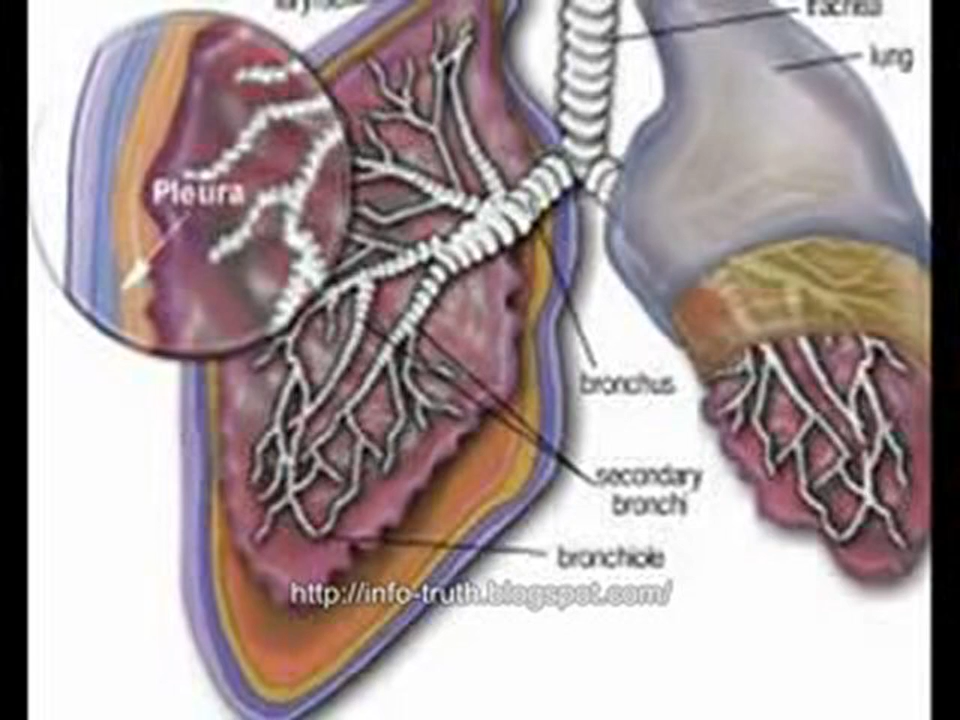 trachea
lung
Pleura
bronchus
secondary
bronchi
bronchiole
http://info-truth.blogspot.com/